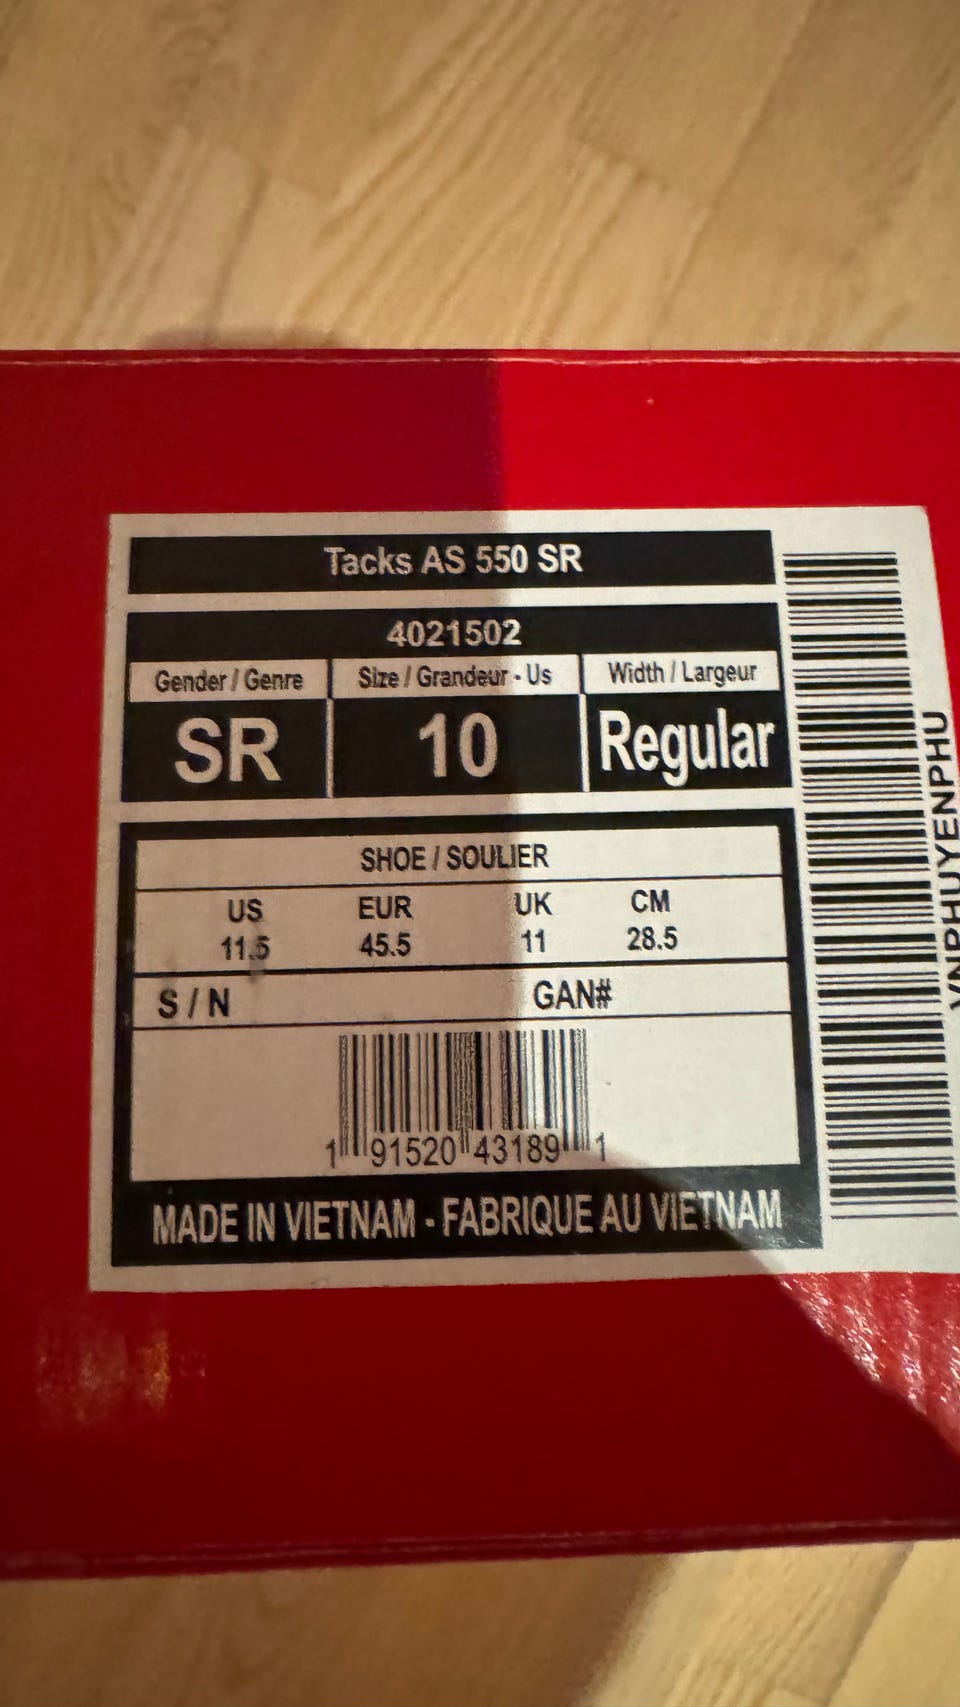 Tacks AS 550 SR
4021502
Gender / Genre Size / Grandeur - Us Width / Largeur
SR 10 Regular
SHOE / SOULIER
US EUR UK CM
11.5 45.5 11 28.5
S / N GAN#
1 91520 43189 1
MADE IN VIETNAM - FABRIQUE AU VIETNAM